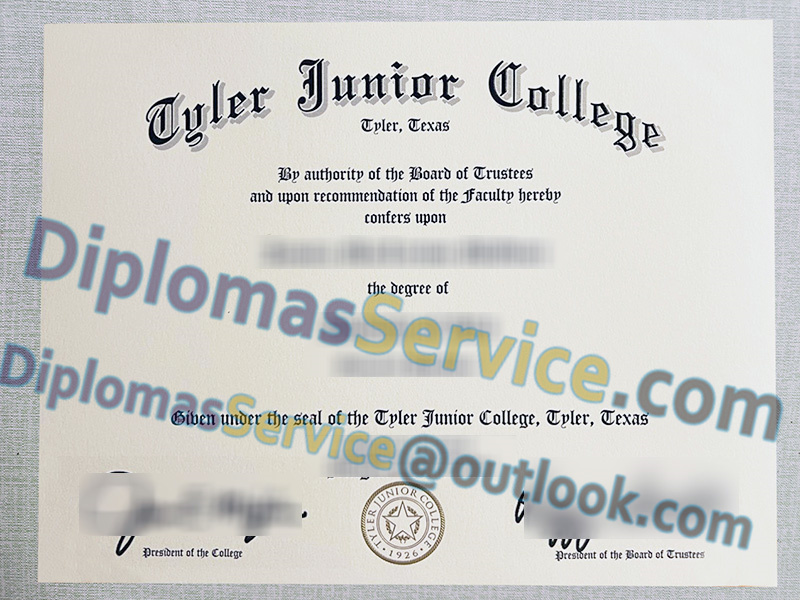 Tyler Junior College
Tyler, Texas
By authority of the Board of Trustees
and upon recommendation of the Faculty hereby
confers upon
the degree of
DiplomasService.com
Given under the seal of the Tyler Junior College, Tyler, Texas
DiplomasService@outlook.com
TYLER JUNIOR COLLEGE
1926
President of the College
President of the Board of Trustees